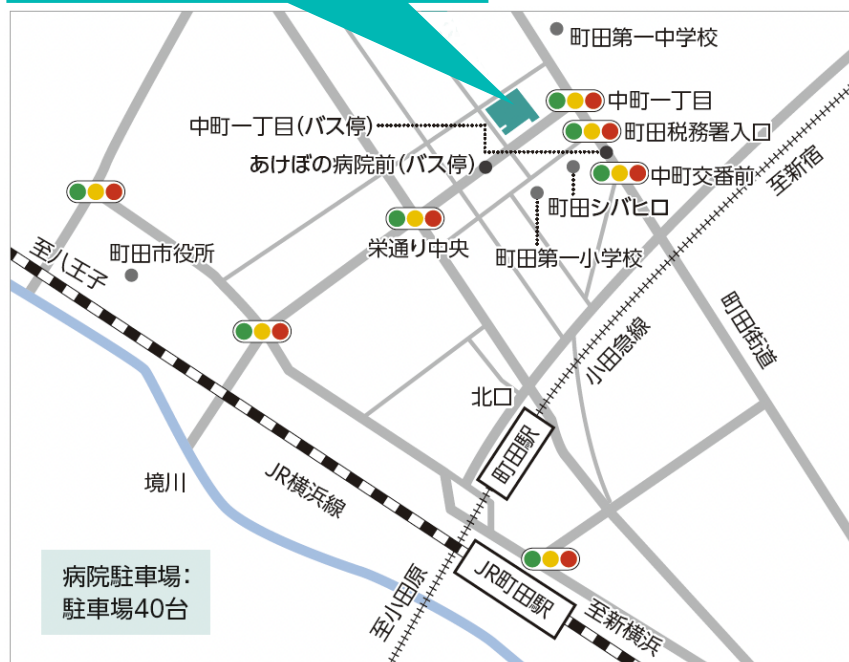 町田第一中学校
中町一丁目
中町一丁目(バス停)
町田税務署入口
あけぼの病院前(バス停)
中町交番前
至新宿
町田シバヒロ
栄通り中央
町田第一小学校
町田市役所
至八王子
町田街道
小田急線
北口
町田駅
境川
JR横浜線
病院駐車場:
駐車場40台
JR町田駅
至小田原
至新横浜